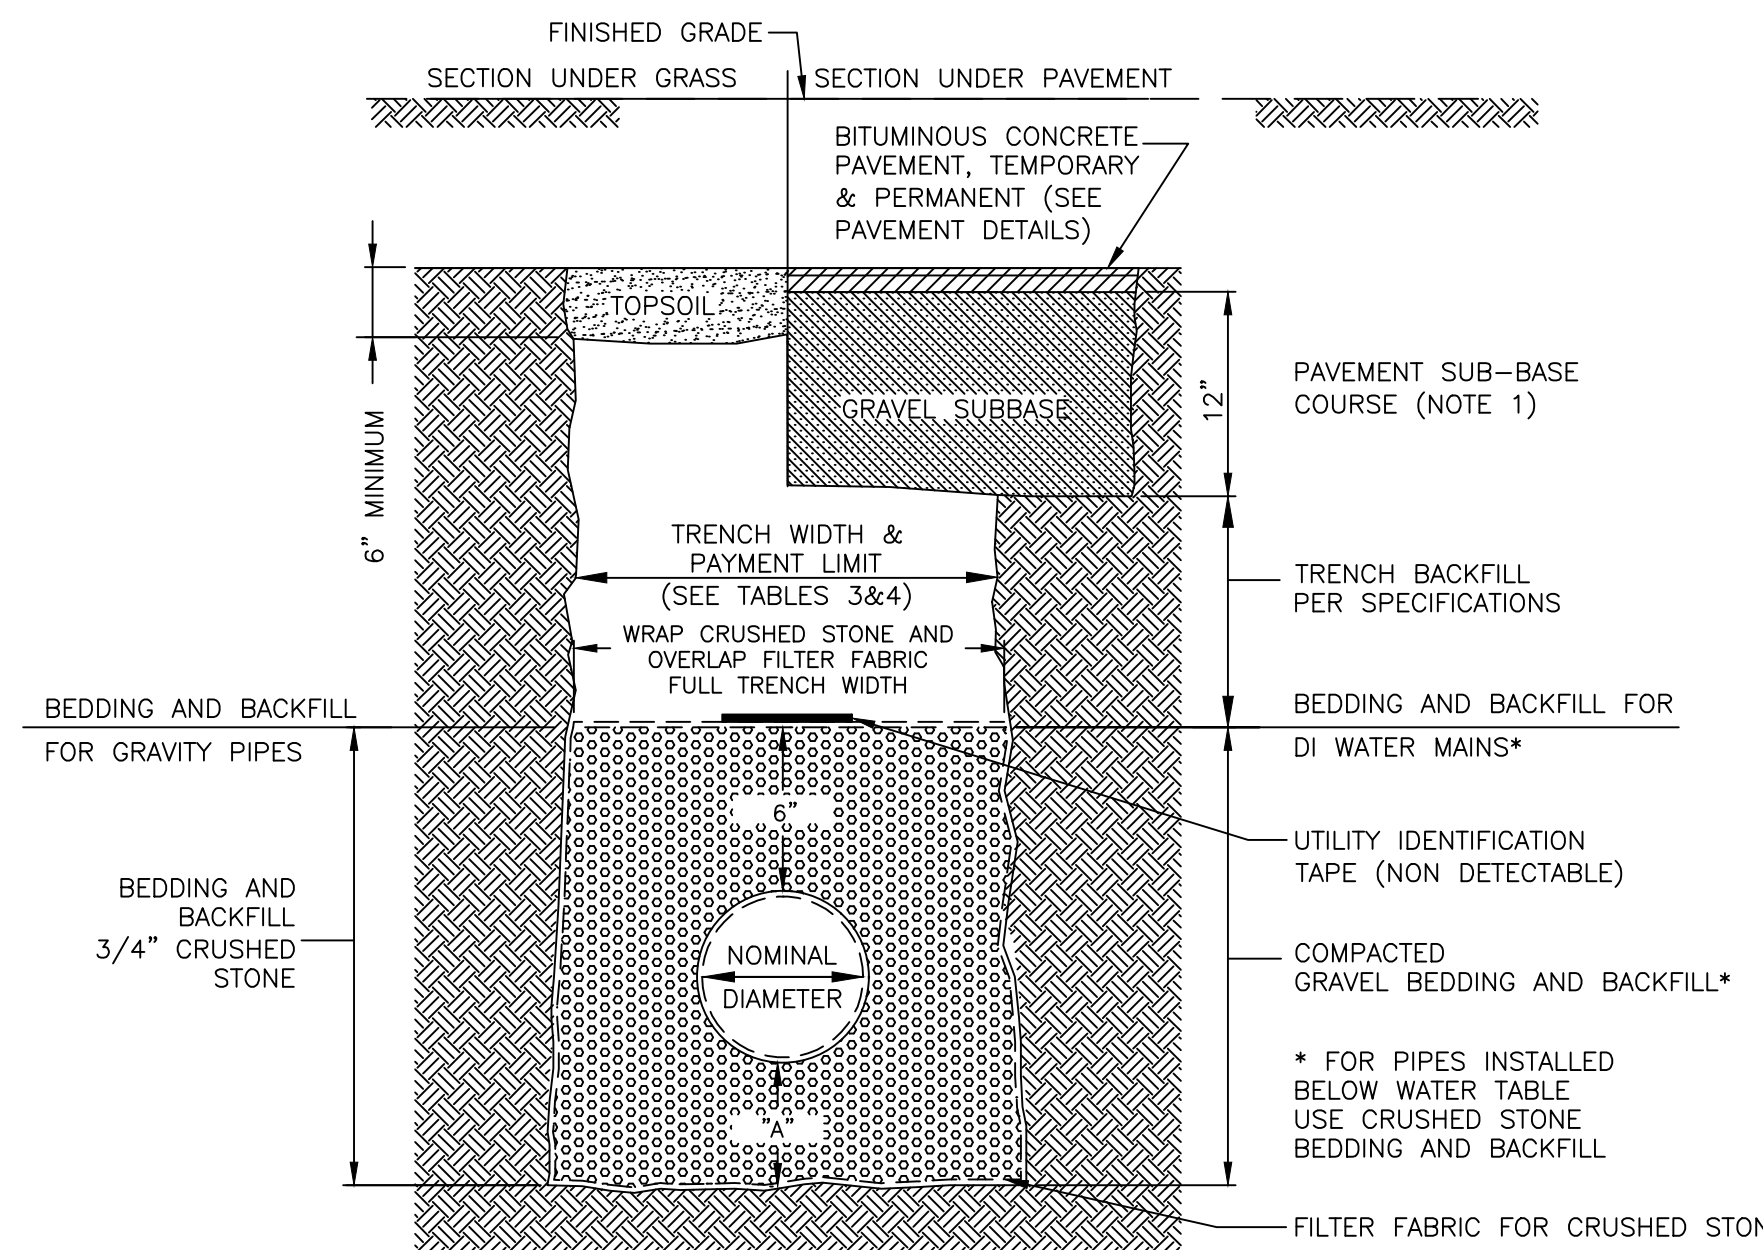 FINISHED GRADE
SECTION UNDER GRASS
SECTION UNDER PAVEMENT
BITUMINOUS CONCRETE
PAVEMENT, TEMPORARY
& PERMANENT (SEE
PAVEMENT DETAILS)
TOPSOIL
6" MINIMUM
GRAVEL SUBBASE
12"
PAVEMENT SUB-BASE
COURSE (NOTE 1)
TRENCH WIDTH &
PAYMENT LIMIT
(SEE TABLES 3&4)
TRENCH BACKFILL
PER SPECIFICATIONS
WRAP CRUSHED STONE AND
OVERLAP FILTER FABRIC
FULL TRENCH WIDTH
BEDDING AND BACKFILL
FOR GRAVITY PIPES
BEDDING AND BACKFILL FOR
DI WATER MAINS*
6"
UTILITY IDENTIFICATION
TAPE (NON DETECTABLE)
BEDDING AND
BACKFILL
3/4" CRUSHED
STONE
NOMINAL
DIAMETER
COMPACTED
GRAVEL BEDDING AND BACKFILL*
"A"
* FOR PIPES INSTALLED
BELOW WATER TABLE
USE CRUSHED STONE
BEDDING AND BACKFILL
FILTER FABRIC FOR CRUSHED